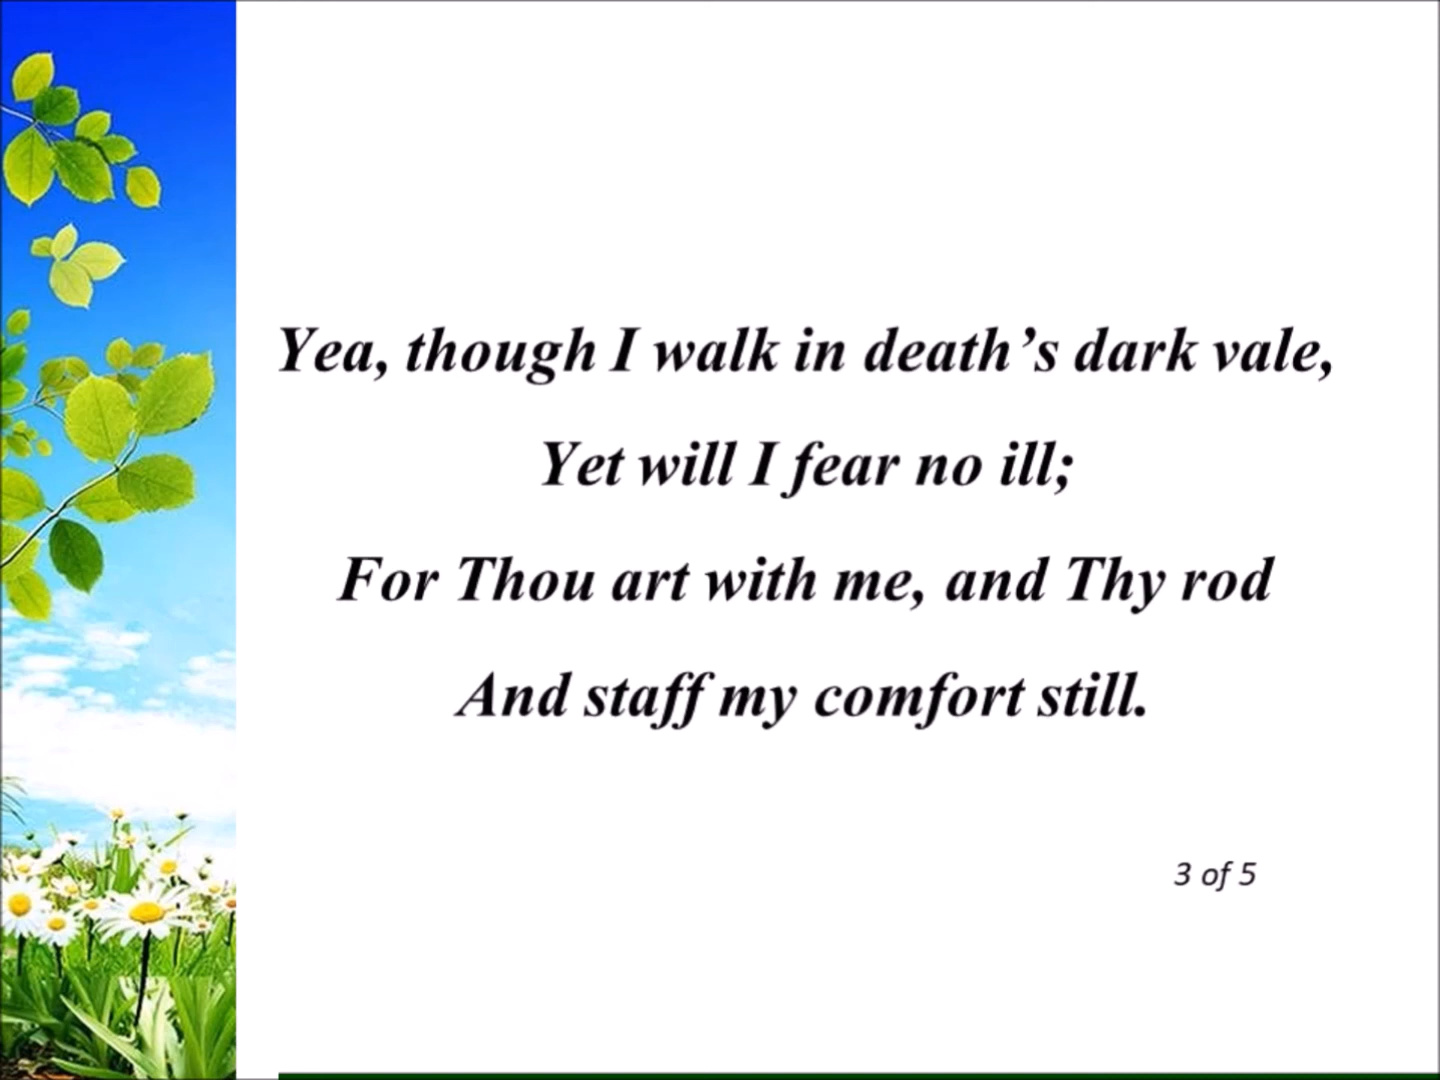 Yea, though I walk in death’s dark vale,
Yet will I fear no ill;
For Thou art with me, and Thy rod
And staff my comfort still.
3 of 5